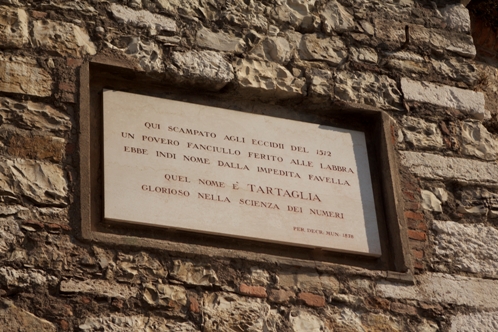 QUI SCAMPATO AGLI ECCIDII DEL 1512
UN POVERO FANCIULLO FERITO ALLE LABBRA
EBBE INDI NOME DALLA IMPEDITA FAVELLA
QUEL NOME È TARTAGLIA
GLORIOSO NELLA SCIENZA DEI NUMERI
PER DECR. MUN.